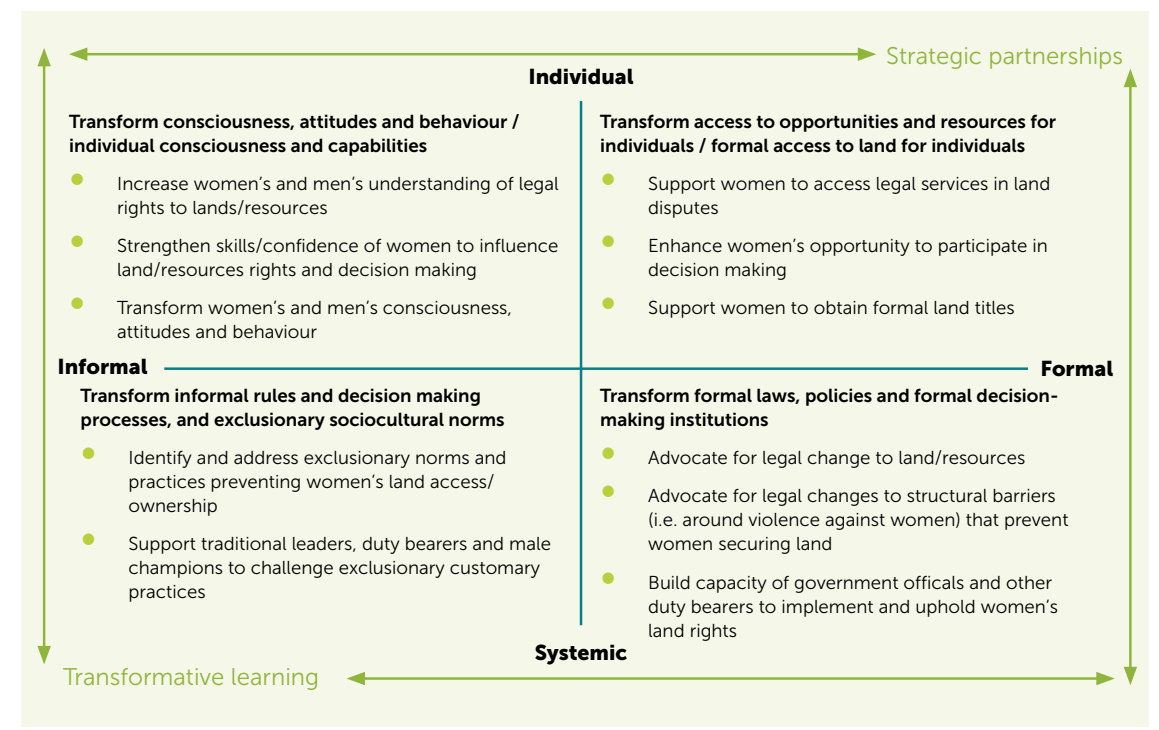 Strategic partnerships
Individual
Transform consciousness, attitudes and behaviour /
individual consciousness and capabilities
Increase women's and men's understanding of legal
rights to lands/resources
Strengthen skills/confidence of women to influence
land/resources rights and decision making
Transform women's and men's consciousness,
attitudes and behaviour
Transform access to opportunities and resources for
individuals / formal access to land for individuals
Support women to access legal services in land
disputes
Enhance women's opportunity to participate in
decision making
Support women to obtain formal land titles
Informal
Formal
Transform informal rules and decision making
processes, and exclusionary sociocultural norms
Identify and address exclusionary norms and
practices preventing women's land access/
ownership
Support traditional leaders, duty bearers and male
champions to challenge exclusionary customary
practices
Transform formal laws, policies and formal decision-
making institutions
Advocate for legal change to land/resources
Advocate for legal changes to structural barriers
(i.e. around violence against women) that prevent
women securing land
Build capacity of government officals and other
duty bearers to implement and uphold women's
land rights
Systemic
Transformative learning